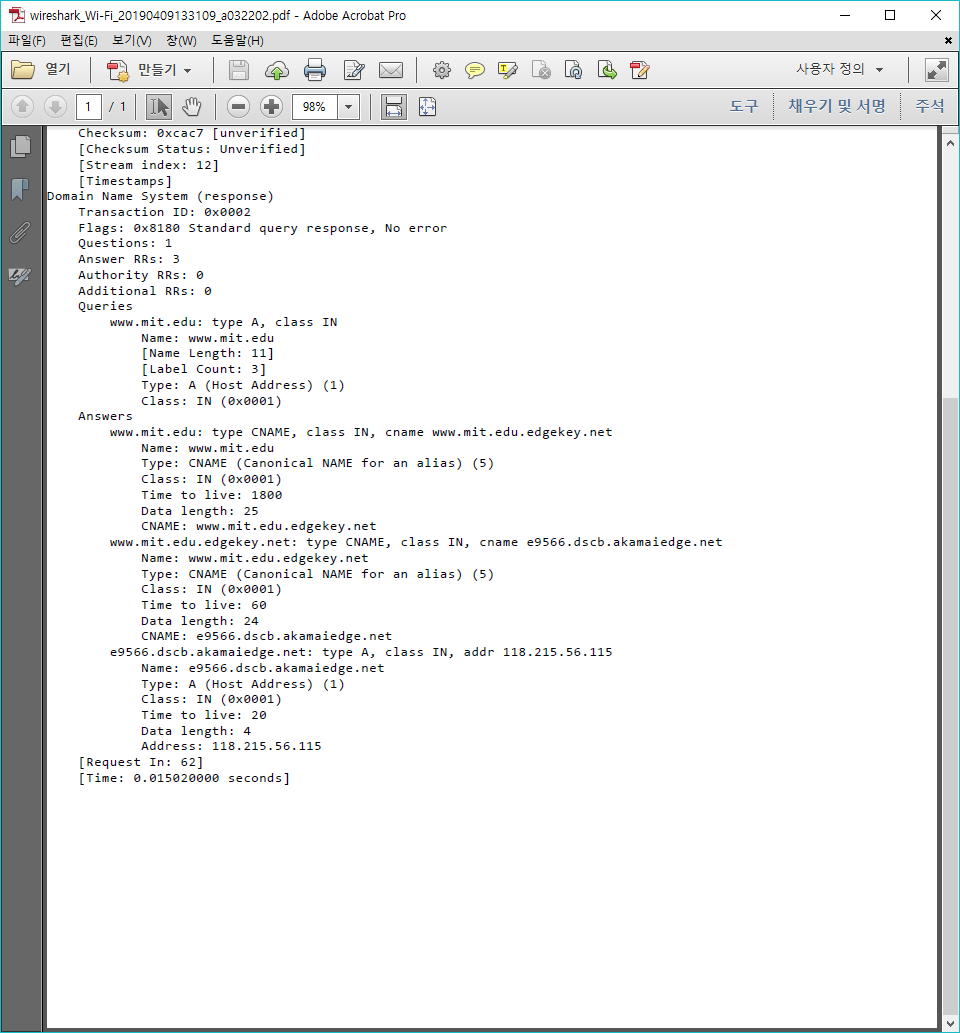 wireshark_Wi-Fi_20190409133109_a032202.pdf - Adobe Acrobat Pro
파일(F) 편집(E) 보기(V) 창(W) 도움말(H)
열기 만들기 사용자 정의
1 / 1 98% 도구 채우기 및 서명 주석
Checksum: 0xcac7 [unverified]
[Checksum Status: Unverified]
[Stream index: 12]
[Timestamps]
Domain Name System (response)
Transaction ID: 0x0002
Flags: 0x8180 Standard query response, No error
Questions: 1
Answer RRs: 3
Authority RRs: 0
Additional RRs: 0
Queries
www.mit.edu: type A, class IN
Name: www.mit.edu
[Name Length: 11]
[Label Count: 3]
Type: A (Host Address) (1)
Class: IN (0x0001)
Answers
www.mit.edu: type CNAME, class IN, cname www.mit.edu.edgekey.net
Name: www.mit.edu
Type: CNAME (Canonical NAME for an alias) (5)
Class: IN (0x0001)
Time to live: 1800
Data length: 25
CNAME: www.mit.edu.edgekey.net
www.mit.edu.edgekey.net: type CNAME, class IN, cname e9566.dscb.akamaiedge.net
Name: www.mit.edu.edgekey.net
Type: CNAME (Canonical NAME for an alias) (5)
Class: IN (0x0001)
Time to live: 60
Data length: 24
CNAME: e9566.dscb.akamaiedge.net
e9566.dscb.akamaiedge.net: type A, class IN, addr 118.215.56.115
Name: e9566.dscb.akamaiedge.net
Type: A (Host Address) (1)
Class: IN (0x0001)
Time to live: 20
Data length: 4
Address: 118.215.56.115
[Request In: 62]
[Time: 0.015020000 seconds]